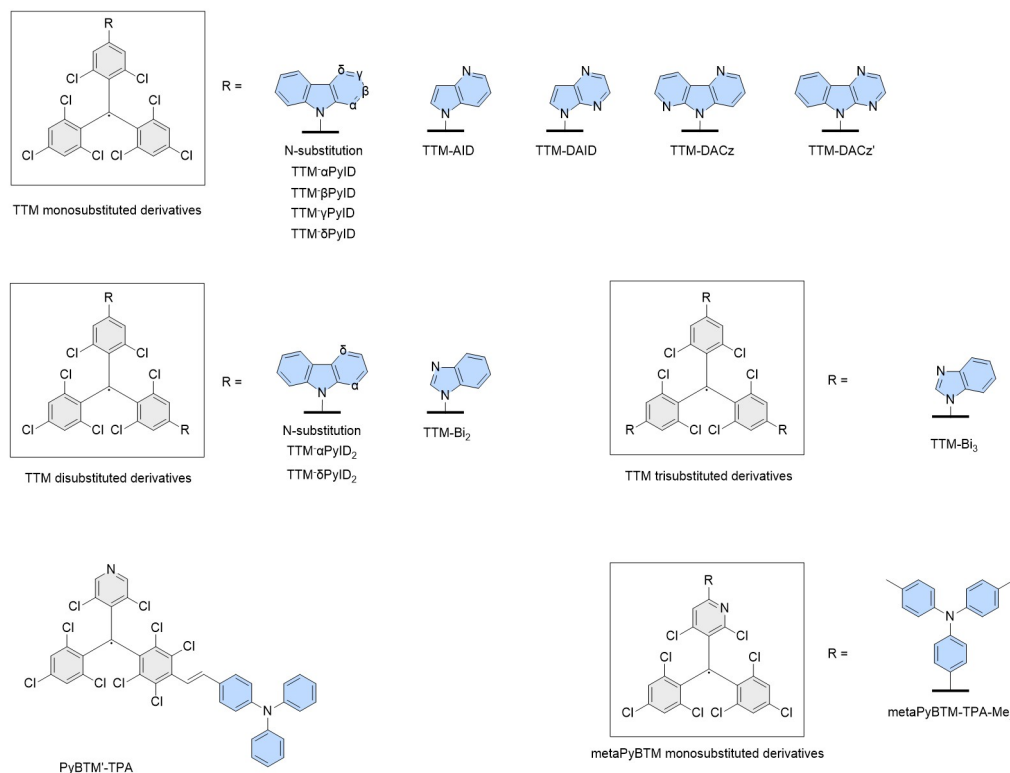 R
Cl
Cl
Cl
Cl
Cl
Cl
Cl
Cl
TTM monosubstituted derivatives
R =
δ
γ
β
α
N
N-substitution
TTM-αPyID
TTM-βPyID
TTM-γPyID
TTM-δPyID
N
N
TTM-AID
N
N
N
TTM-DAID
N
N
N
TTM-DACz
N
N
N
TTM-DACz'
R
Cl
Cl
Cl
Cl
Cl
Cl
Cl
R
TTM disubstituted derivatives
R =
δ
α
N
N-substitution
TTM-αPyID₂
TTM-δPyID₂
N
N
TTM-Bi₂
R
Cl
Cl
Cl
Cl
Cl
Cl
R
R
TTM trisubstituted derivatives
R =
N
N
TTM-Bi₃
N
Cl
Cl
Cl
Cl
Cl
Cl
Cl
Cl
Cl
N
PyBTM'-TPA
R
N
Cl
Cl
Cl
Cl
Cl
Cl
Cl
Cl
metaPyBTM monosubstituted derivatives
R =
N
metaPyBTM-TPA-Me